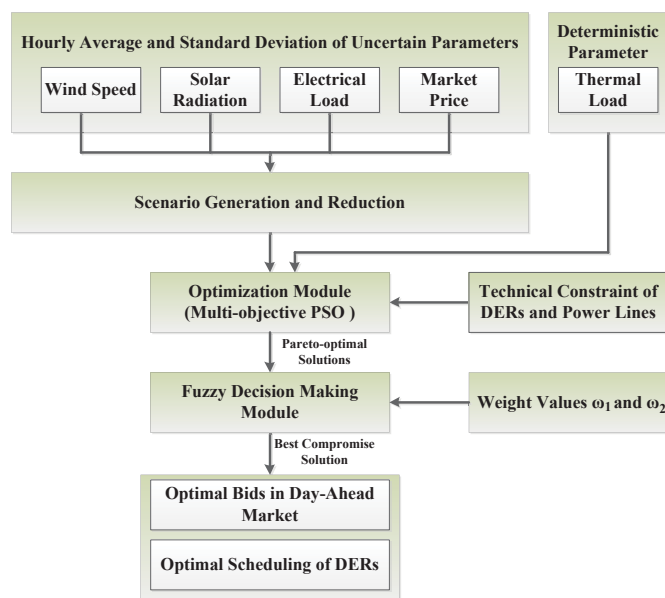 Hourly Average and Standard Deviation of Uncertain Parameters
Wind Speed
Solar
Radiation
Electrical
Load
Market
Price
Deterministic
Parameter
Thermal
Load
Scenario Generation and Reduction
Optimization Module
(Multi-objective PSO )
Technical Constraint of
DERs and Power Lines
Pareto-optimal
Solutions
Fuzzy Decision Making
Module
Weight Values ω₁ and ω₂
Best Compromise
Solution
Optimal Bids in Day-Ahead
Market
Optimal Scheduling of DERs